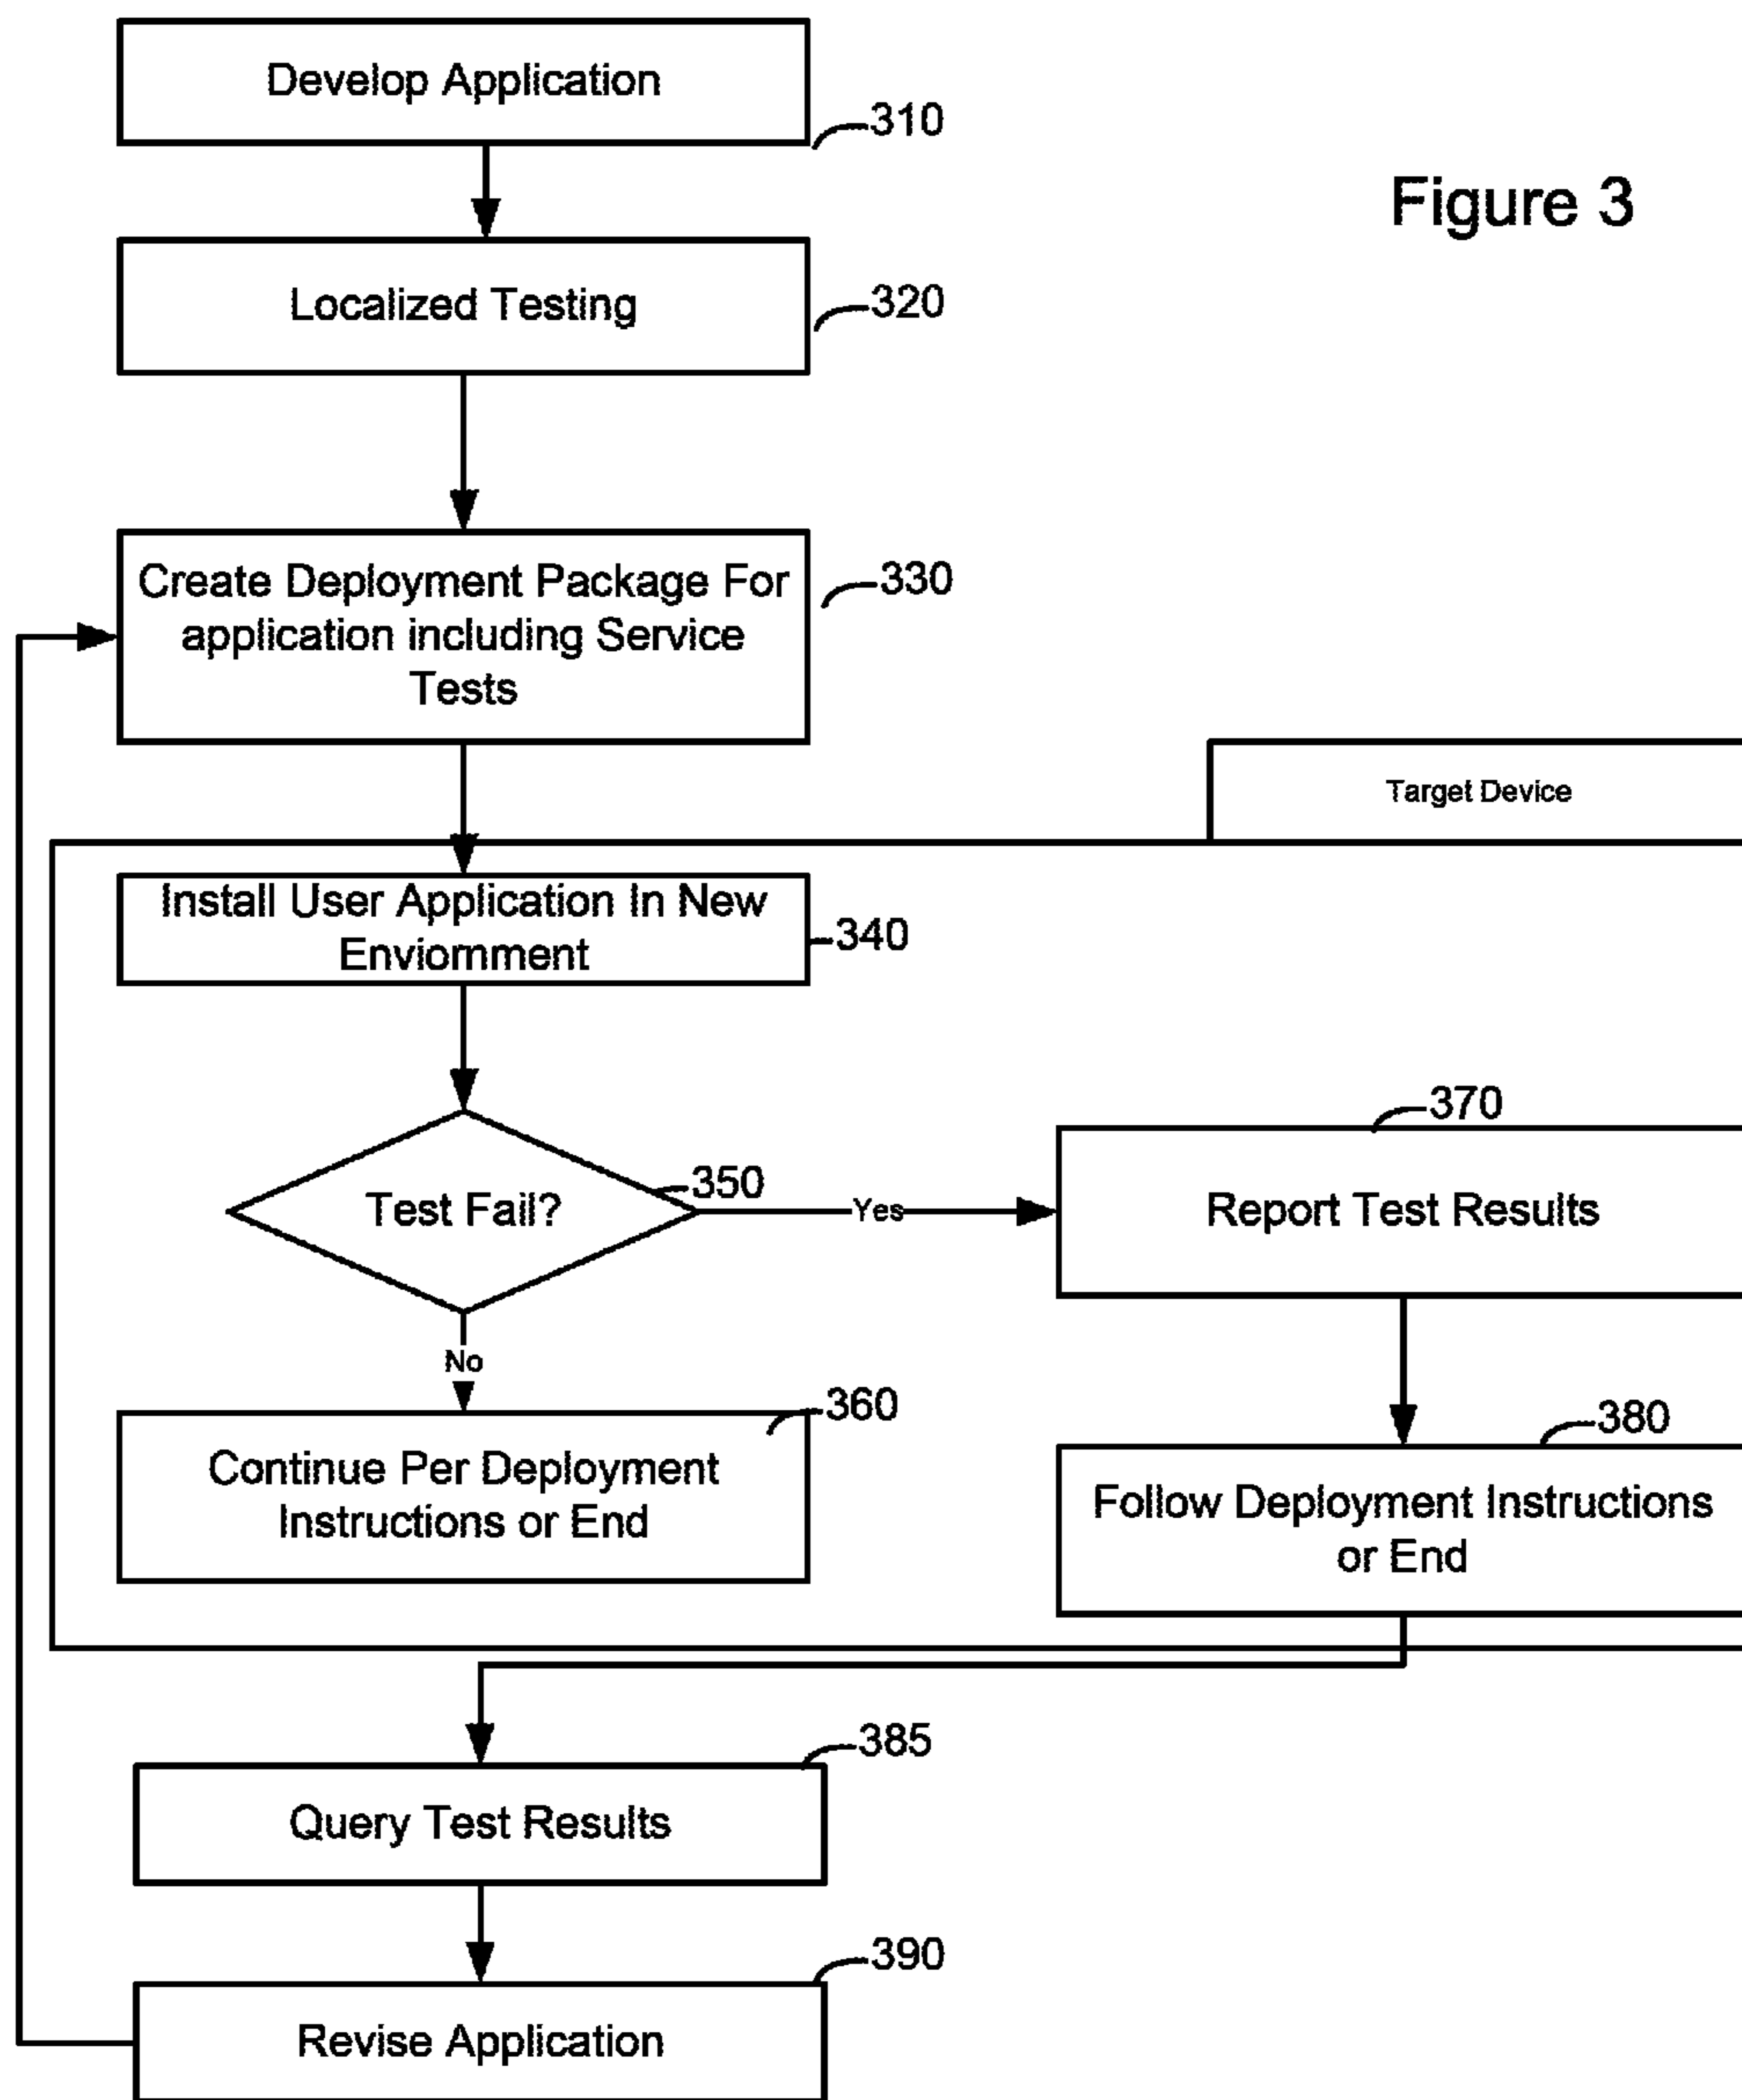 Develop Application
310
Figure 3
Localized Testing
320
Create Deployment Package For
application including Service
Tests
330
Target Device
Install User Application In New
Enviornment
340
Test Fail?
350
Yes
370
Report Test Results
No
360
Continue Per Deployment
Instructions or End
380
Follow Deployment Instructions
or End
385
Query Test Results
390
Revise Application